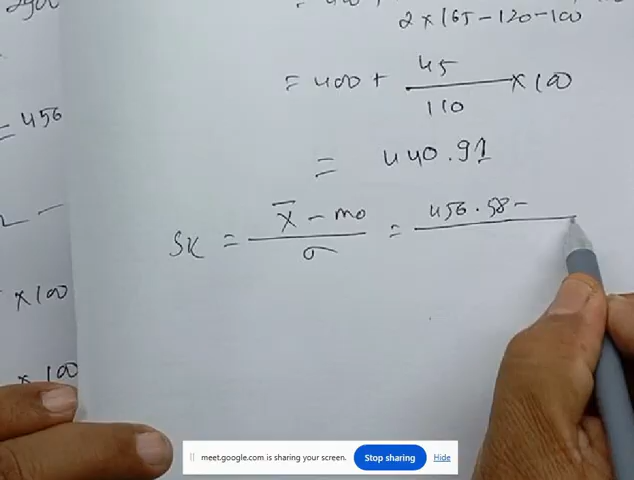 2 × 165 - 120 - 100
= 400 + 45 / 110 × 100
= 440.91
SK = X̄ - mo / σ = 456.58 -
= 456
× 100
× 100
meet.google.com is sharing your screen. Stop sharing Hide